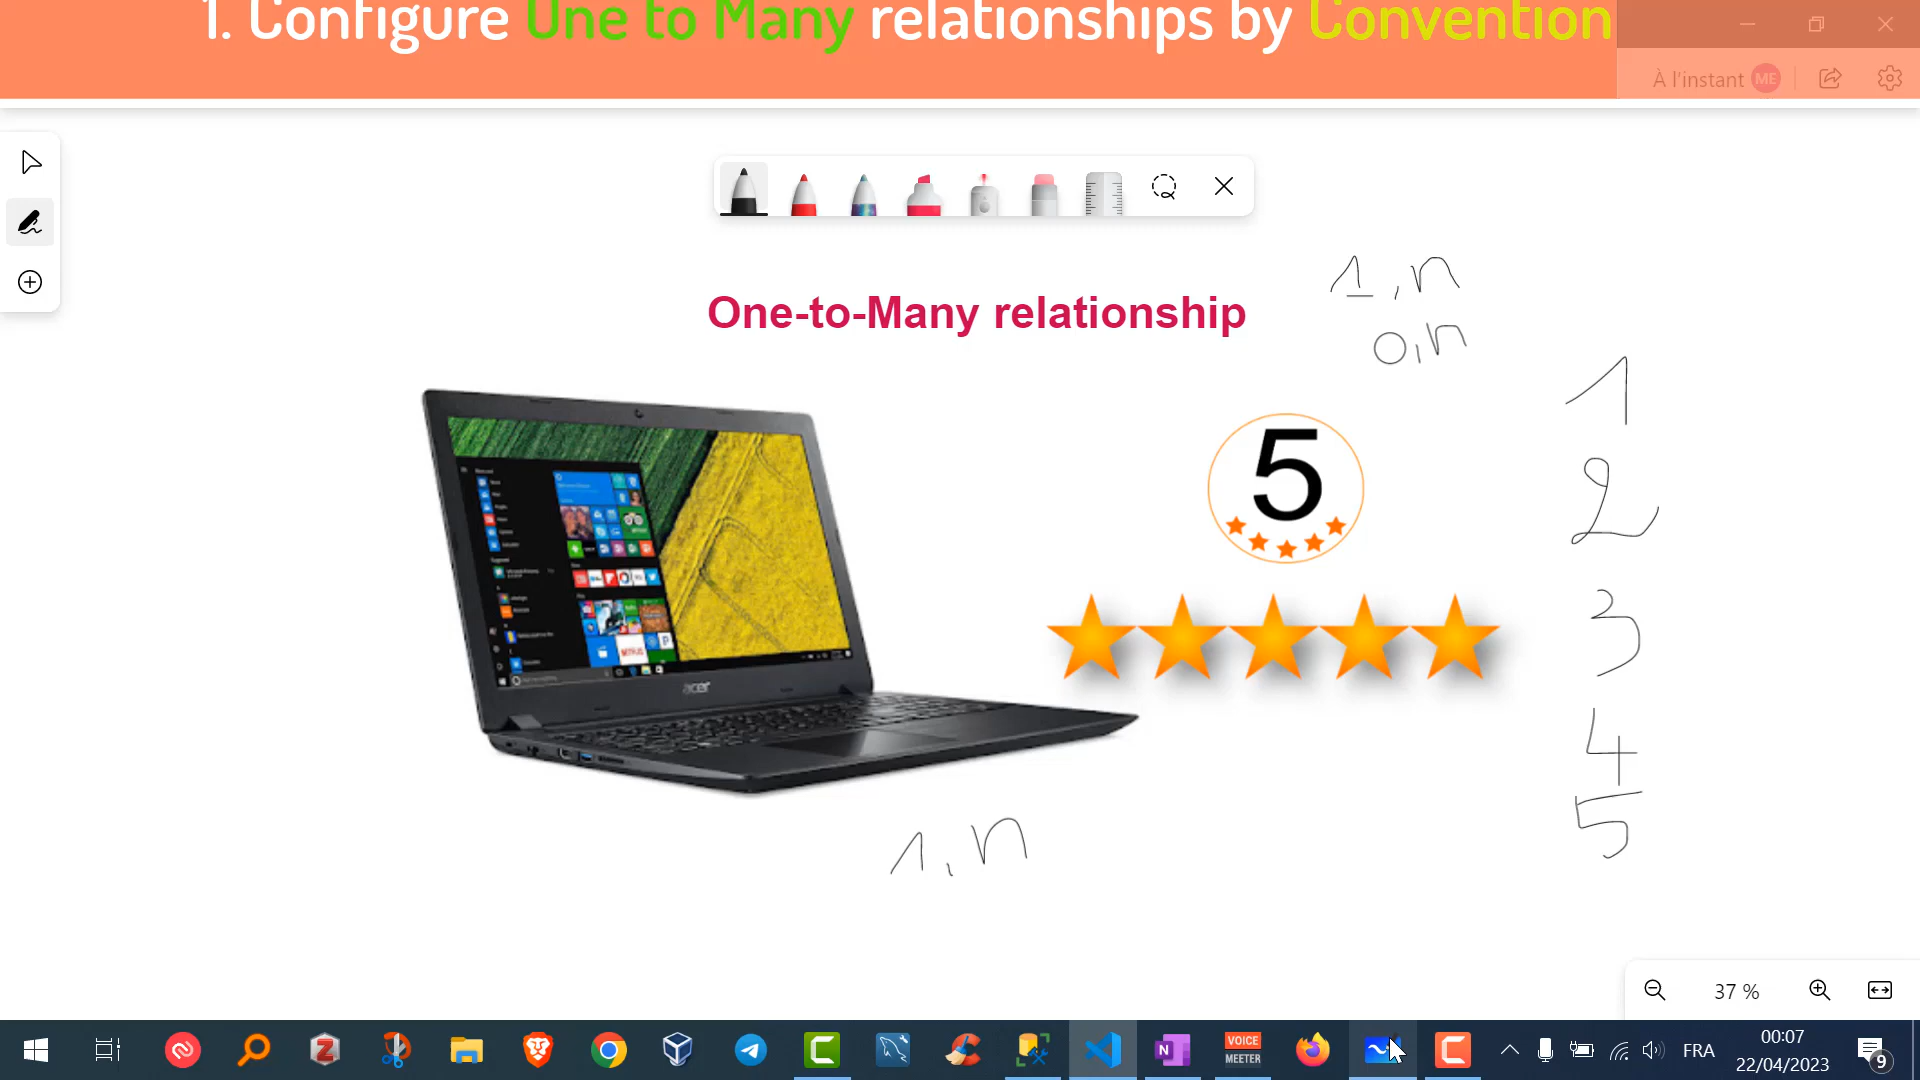 1. Configure One to Many relationships by Convention
À l'instant ME
1,n
One-to-Many relationship
0,n
1
5
2
3
acer
4
5
1,n
37 %
VOICE
MEETER
FRA
00:07
22/04/2023
9